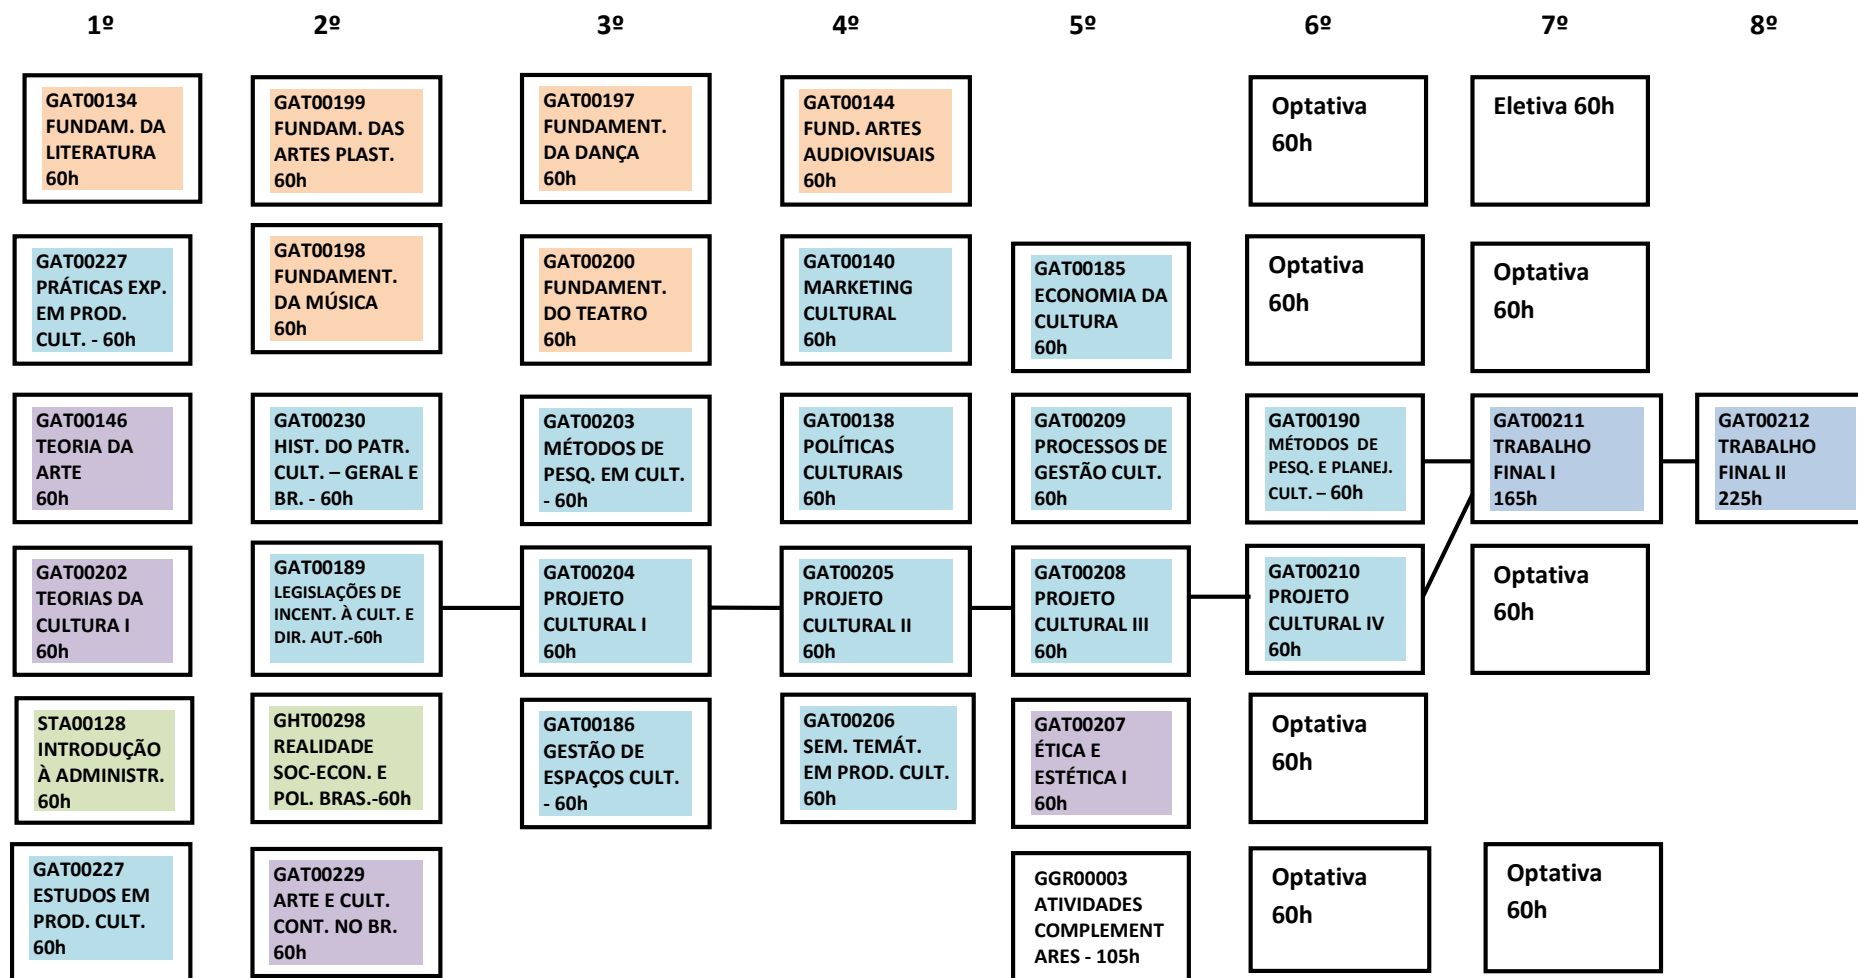 1º
2º
3º
4º
5º
6º
7º
8º
GAT00134
FUNDAM. DA
LITERATURA
60h
GAT00199
FUNDAM. DAS
ARTES PLAST.
60h
GAT00197
FUNDAMENT.
DA DANÇA
60h
GAT00144
FUND. ARTES
AUDIOVISUAIS
60h
Optativa
60h
Eletiva 60h
GAT00227
PRÁTICAS EXP.
EM PROD.
CULT. - 60h
GAT00198
FUNDAMENT.
DA MÚSICA
60h
GAT00200
FUNDAMENT.
DO TEATRO
60h
GAT00140
MARKETING
CULTURAL
60h
GAT00185
ECONOMIA DA
CULTURA
60h
Optativa
60h
Optativa
60h
GAT00146
TEORIA DA
ARTE
60h
GAT00230
HIST. DO PATR.
CULT. – GERAL E
BR. - 60h
GAT00203
MÉTODOS DE
PESQ. EM CULT.
- 60h
GAT00138
POLÍTICAS
CULTURAIS
60h
GAT00209
PROCESSOS DE
GESTÃO CULT.
60h
GAT00190
MÉTODOS DE
PESQ. E PLANEJ.
CULT. – 60h
GAT00211
TRABALHO
FINAL I
165h
GAT00212
TRABALHO
FINAL II
225h
GAT00202
TEORIAS DA
CULTURA I
60h
GAT00189
LEGISLAÇÕES DE
INCENT. À CULT. E
DIR. AUT.-60h
GAT00204
PROJETO
CULTURAL I
60h
GAT00205
PROJETO
CULTURAL II
60h
GAT00208
PROJETO
CULTURAL III
60h
GAT00210
PROJETO
CULTURAL IV
60h
Optativa
60h
STA00128
INTRODUÇÃO
À ADMINISTR.
60h
GHT00298
REALIDADE
SOC-ECON. E
POL. BRAS.-60h
GAT00186
GESTÃO DE
ESPAÇOS CULT.
- 60h
GAT00206
SEM. TEMÁT.
EM PROD. CULT.
60h
GAT00207
ÉTICA E
ESTÉTICA I
60h
Optativa
60h
GAT00227
ESTUDOS EM
PROD. CULT.
60h
GAT00229
ARTE E CULT.
CONT. NO BR.
60h
GGR00003
ATIVIDADES
COMPLEMENT
ARES - 105h
Optativa
60h
Optativa
60h